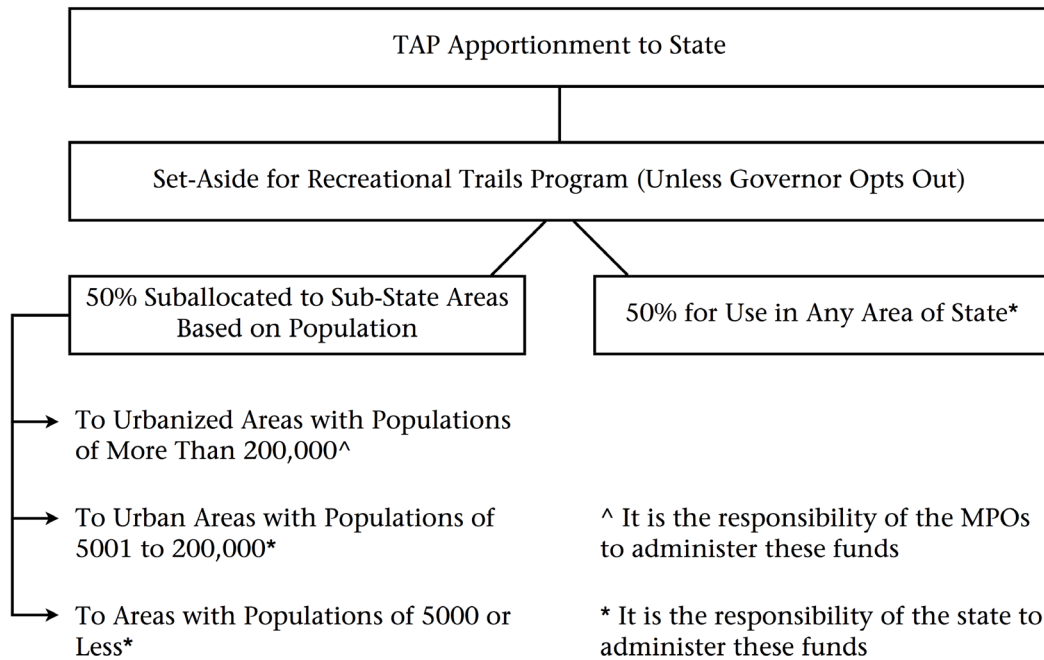 TAP Apportionment to State
Set-Aside for Recreational Trails Program (Unless Governor Opts Out)
50% Suballocated to Sub-State Areas
Based on Population
50% for Use in Any Area of State*
To Urbanized Areas with Populations
of More Than 200,000^
To Urban Areas with Populations of
5001 to 200,000*
To Areas with Populations of 5000 or
Less*
^ It is the responsibility of the MPOs
to administer these funds
* It is the responsibility of the state to
administer these funds